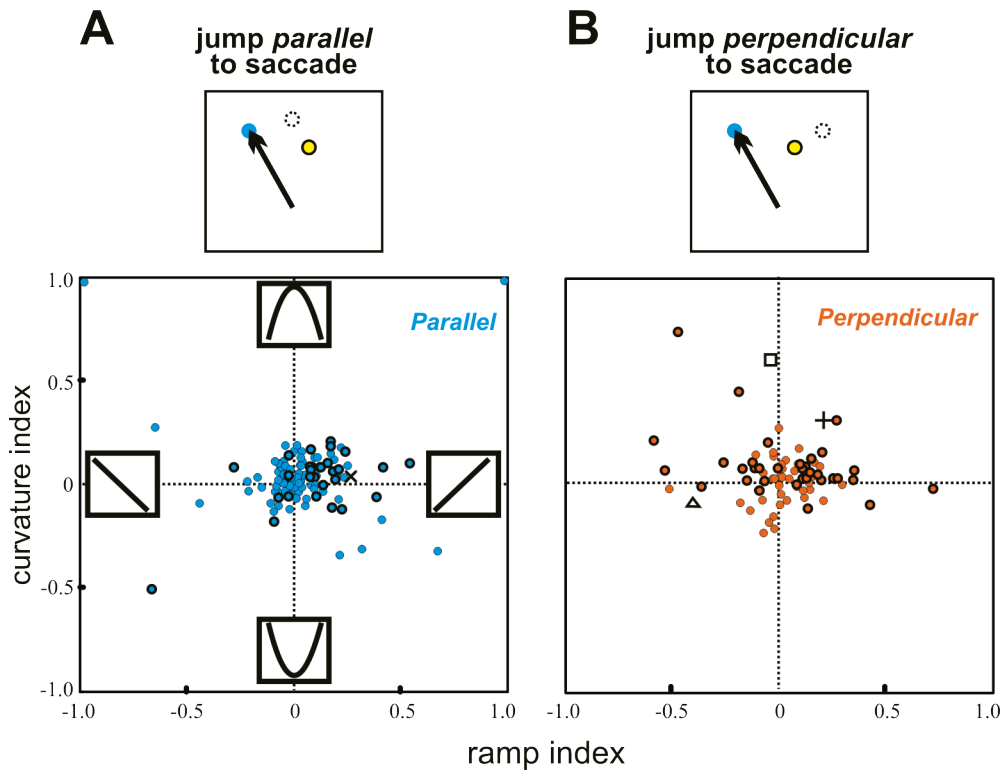 A
jump parallel
to saccade
B
jump perpendicular
to saccade
Parallel
Perpendicular
curvature index
1.0
0.5
0
-0.5
-1.0
-1.0
-0.5
0
0.5
1.0
-1.0
-0.5
0
0.5
1.0
ramp index